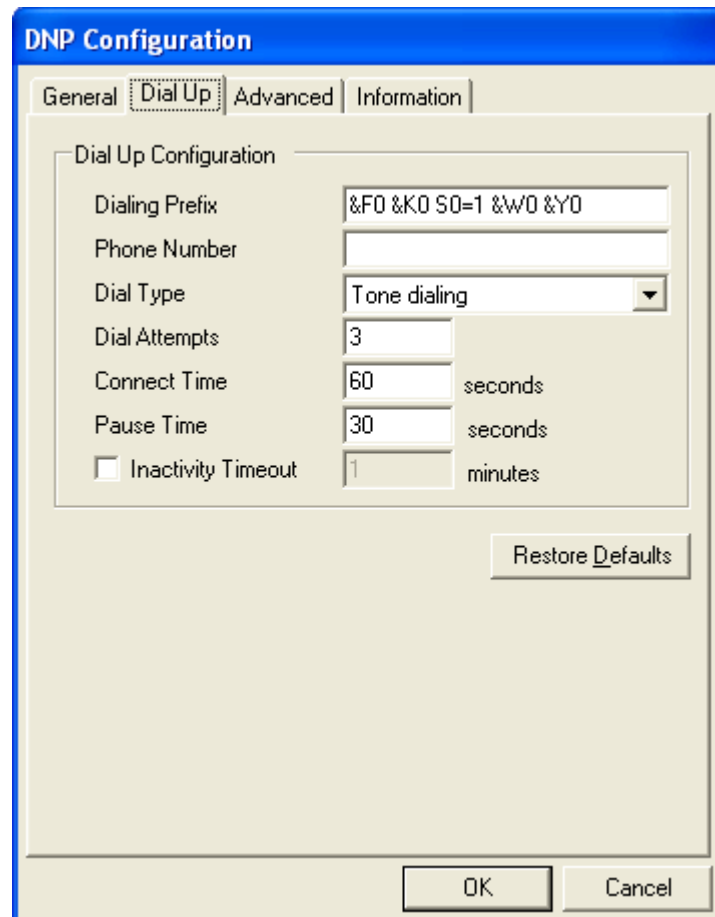 DNP Configuration
General Dial Up Advanced Information
Dial Up Configuration
Dialing Prefix &F0 &K0 S0=1 &W0 &Y0
Phone Number
Dial Type Tone dialing
Dial Attempts 3
Connect Time 60 seconds
Pause Time 30 seconds
Inactivity Timeout 1 minutes
Restore Defaults
OK Cancel